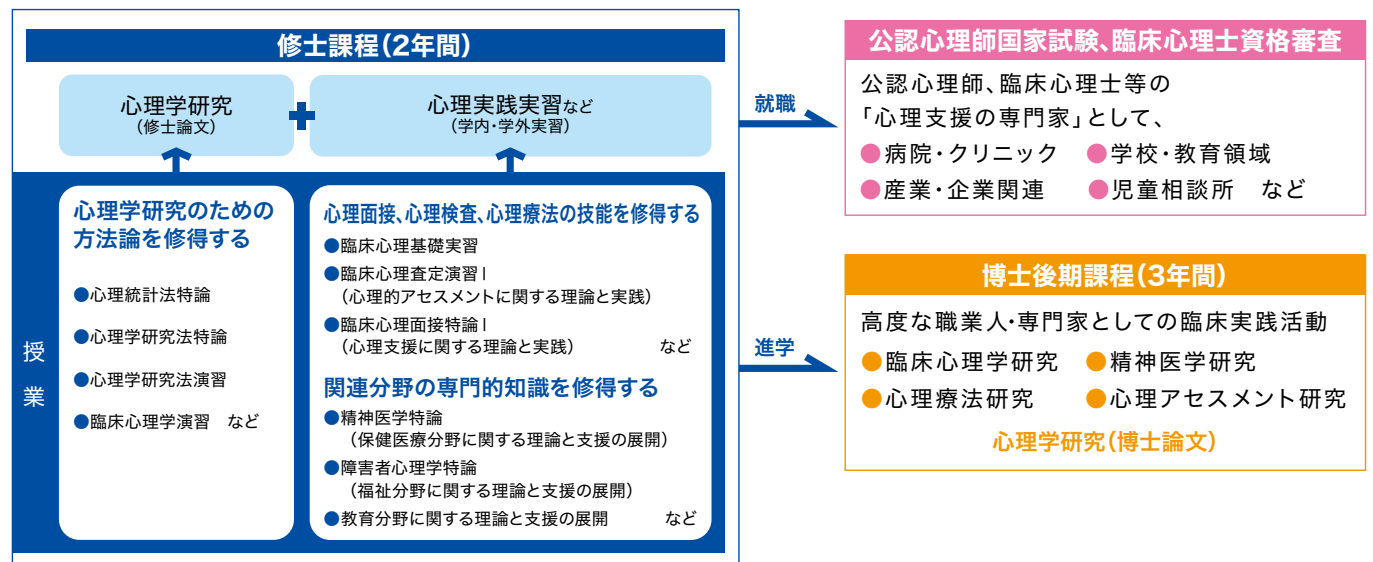 修士課程(2年間)
心理学研究
(修士論文)
+
心理実践実習など
(学内・学外実習)
授業
心理学研究のための
方法論を修得する
●心理統計法特論
●心理学研究法特論
●心理学研究法演習
●臨床心理学演習 など
心理面接、心理検査、心理療法の技能を修得する
●臨床心理基礎実習
●臨床心理査定演習Ⅰ
(心理的アセスメントに関する理論と実践)
●臨床心理面接特論Ⅰ
(心理支援に関する理論と実践) など
関連分野の専門的知識を修得する
●精神医学特論
(保健医療分野に関する理論と支援の展開)
●障害者心理学特論
(福祉分野に関する理論と支援の展開)
●教育分野に関する理論と支援の展開 など
就職
公認心理師国家試験、臨床心理士資格審査
公認心理師、臨床心理士等の
「心理支援の専門家」として、
●病院・クリニック ●学校・教育領域
●産業・企業関連 ●児童相談所 など
進学
博士後期課程(3年間)
高度な職業人・専門家としての臨床実践活動
●臨床心理学研究 ●精神医学研究
●心理療法研究 ●心理アセスメント研究
心理学研究(博士論文)